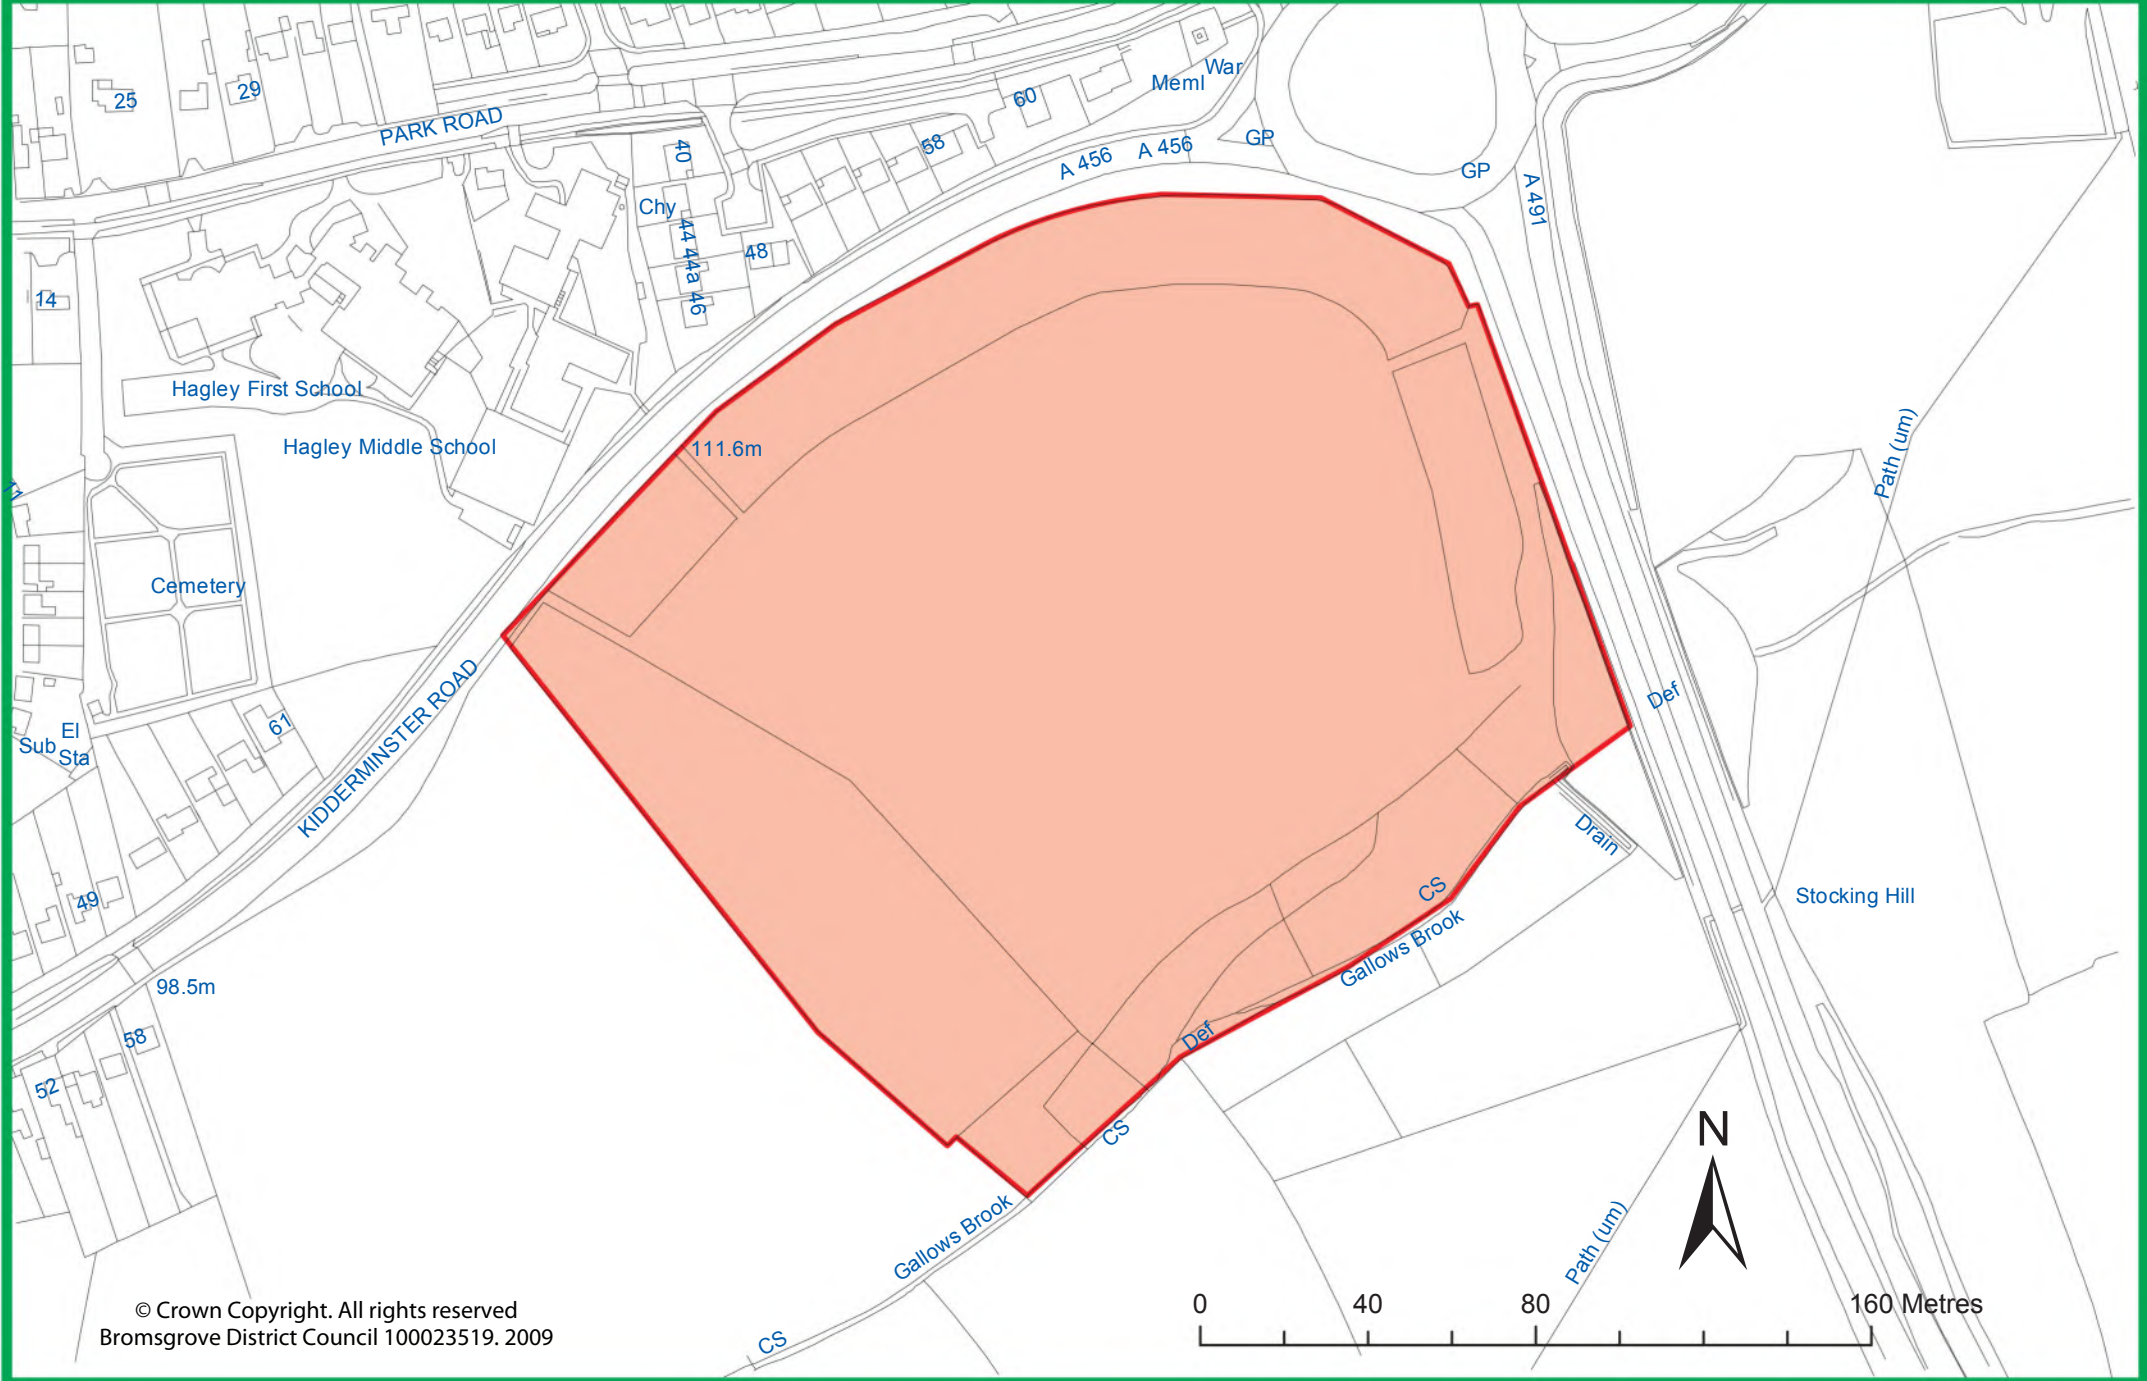 War
Meml
60
29
25
PARK ROAD
58
GP
A 456
A 456
40
GP
A 491
Chy
44
44a
46
48
14
Hagley First School
Hagley Middle School
111.6m
Path (um)
11
Cemetery
KIDDERMINSTER ROAD
Def
61
El
Sub
Sta
Drain
CS
49
Stocking Hill
Gallows Brook
98.5m
58
Def
52
CS
N
Gallows Brook
Path (um)
© Crown Copyright. All rights reserved
Bromsgrove District Council 100023519. 2009
0 40 80 160 Metres
CS